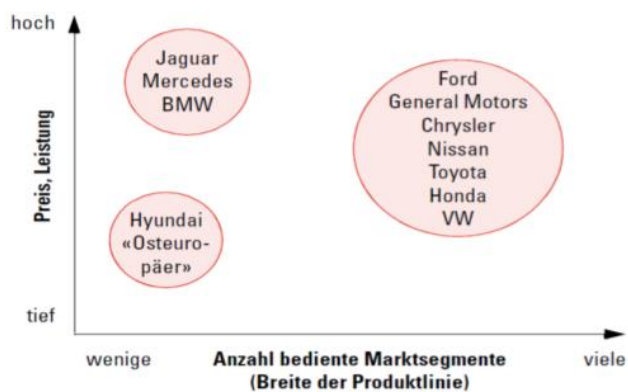 hoch
Preis, Leistung
tief
Jaguar
Mercedes
BMW
Hyundai
«Osteuro-
päer»
Ford
General Motors
Chrysler
Nissan
Toyota
Honda
VW
wenige
Anzahl bediente Marktsegmente
(Breite der Produktlinie)
viele